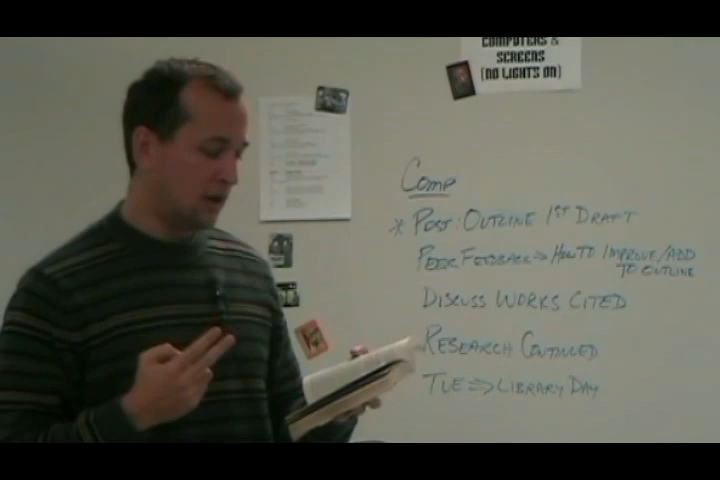 COMPUTERS &
SCREENS
(NO LIGHTS ON)
COMP
* POST: OUTLINE 1ST DRAFT
PEER FEEDBACK ⇒ HOW TO IMPROVE/ADD
TO OUTLINE
DISCUSS WORKS CITED
RESEARCH CONTINUED
TUE ⇒ LIBRARY DAY